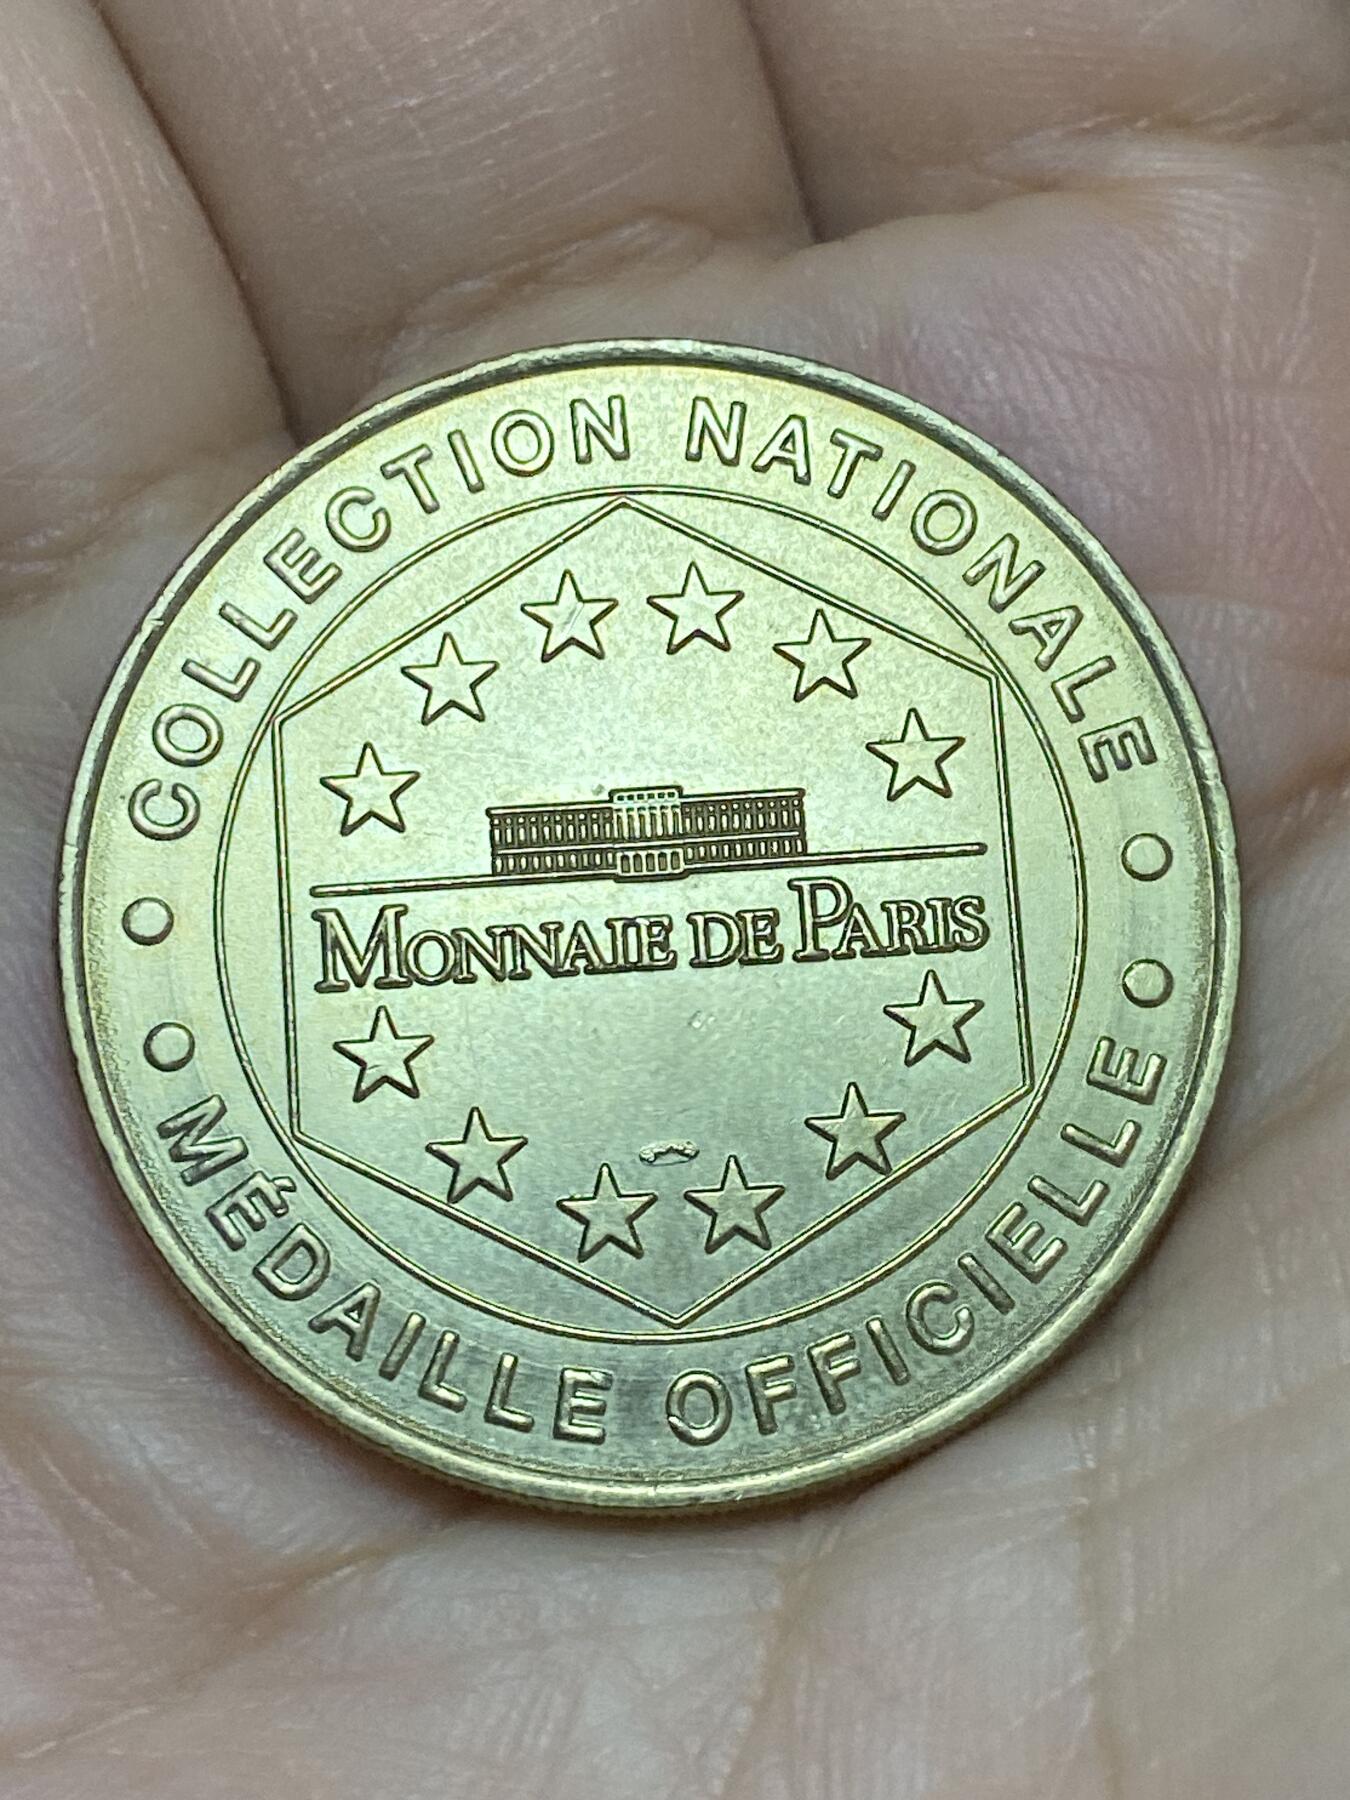 COLLECTION NATIONALE
MONNAIE DE PARIS
MÉDAILLE OFFICIELLE